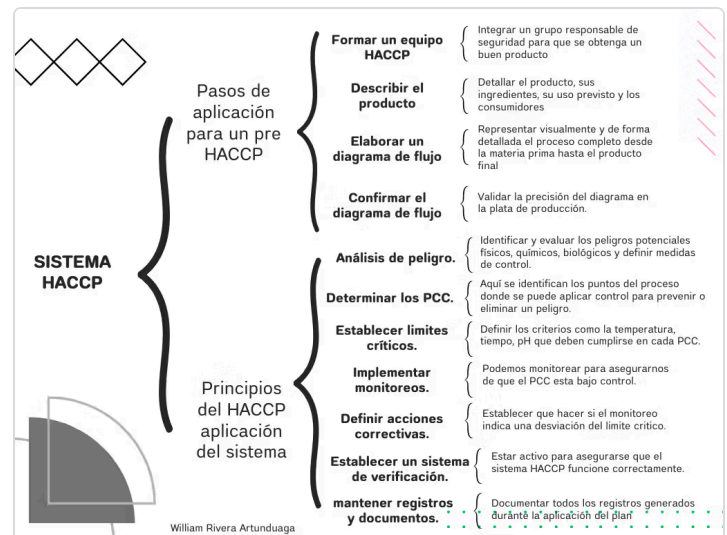 SISTEMA
HACCP
Pasos de
aplicación
para un pre
HACCP
Formar un equipo
HACCP
Integrar un grupo responsable de
seguridad para que se obtenga un
buen producto
Describir el
producto
Detallar el producto, sus
ingredientes, su uso previsto y los
consumidores
Elaborar un
diagrama de flujo
Representar visualmente y de forma
detallada el proceso completo desde
la materia prima hasta el producto
final
Confirmar el
diagrama de flujo
Validar la precisión del diagrama en
la plata de producción.
Principios
del HACCP
aplicación
del sistema
Análisis de peligro.
Identificar y evaluar los peligros potenciales
físicos, químicos, biológicos y definir medidas
de control.
Determinar los PCC.
Aquí se identifican los puntos del proceso
donde se puede aplicar control para prevenir o
eliminar un peligro.
Establecer limites
críticos.
Definir los criterios como la temperatura,
tiempo, pH que deben cumplirse en cada PCC.
Implementar
monitoreos.
Podemos monitorear para asegurarnos
de que el PCC esta bajo control.
Definir acciones
correctivas.
Establecer que hacer si el monitoreo
indica una desviación del limite critico.
Establecer un sistema
de verificación.
Estar activo para asegurarse que el
sistema HACCP funcione correctamente.
mantener registros
y documentos.
Documentar todos los registros generados
durante la aplicación del plan
William Rivera Artunduaga